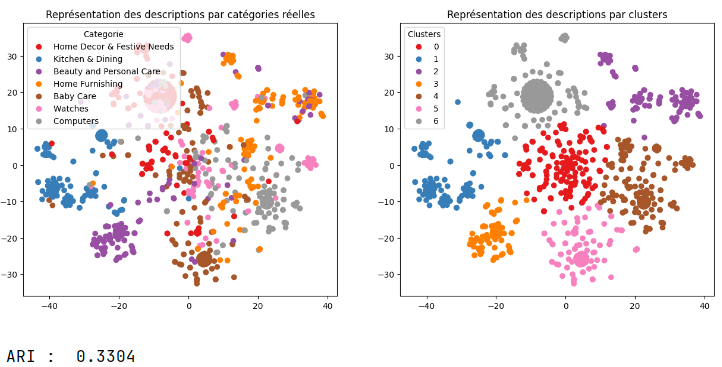 Représentation des descriptions par catégories réelles
Categorie
Home Decor & Festive Needs
Kitchen & Dining
Beauty and Personal Care
Home Furnishing
Baby Care
Watches
Computers
30
20
10
0
−10
−20
−30
−40
−20
0
20
40
Représentation des descriptions par clusters
Clusters
0
1
2
3
4
5
6
30
20
10
0
−10
−20
−30
−40
−20
0
20
40
ARI : 0.3304